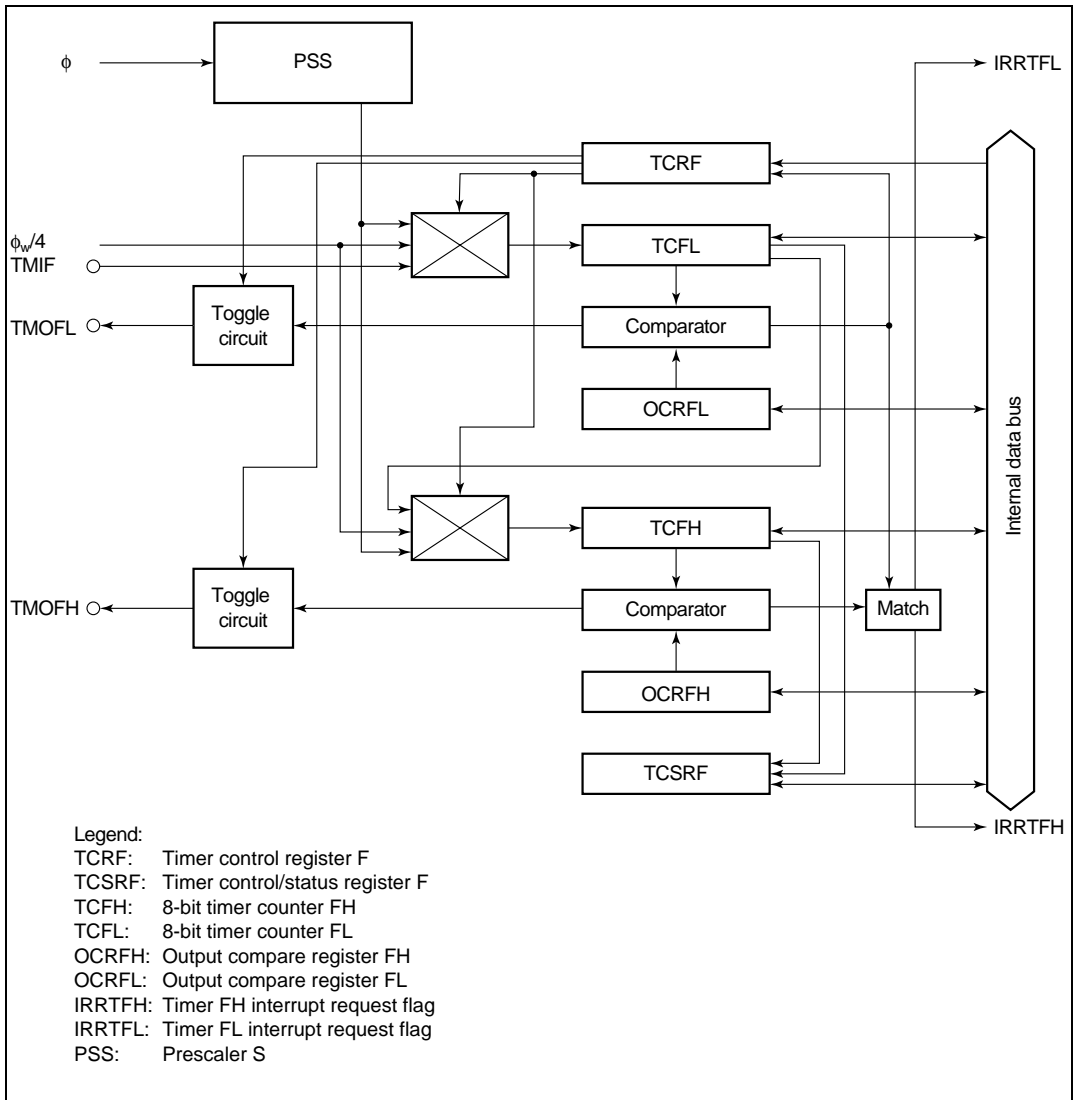 φ
PSS
IRRTFL
TCRF
φw/4
TCFL
TMIF
Toggle
circuit
TMOFL
Comparator
OCRFL
Internal data bus
TCFH
Toggle
circuit
TMOFH
Comparator
Match
OCRFH
TCSRF
IRRTFH
Legend:
TCRF: Timer control register F
TCSRF: Timer control/status register F
TCFH: 8-bit timer counter FH
TCFL: 8-bit timer counter FL
OCRFH: Output compare register FH
OCRFL: Output compare register FL
IRRTFH: Timer FH interrupt request flag
IRRTFL: Timer FL interrupt request flag
PSS: Prescaler S